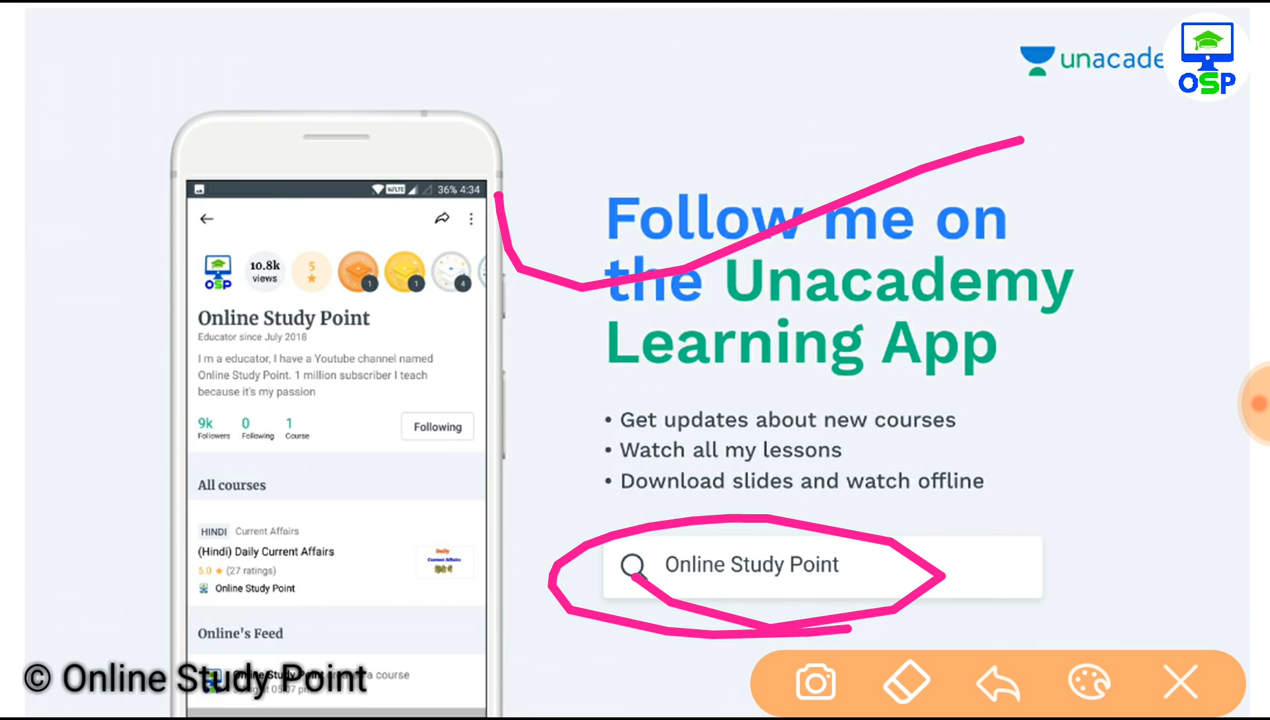 unacade
OSP
36% 4:34
OSP
10.8k views
5
1
1
4
Online Study Point
Educator since July 2018
I m a educator, I have a Youtube channel named
Online Study Point. 1 million subscriber I teach
because it's my passion
9k 0 1
Followers Following Course
Following
All courses
HINDI Current Affairs
(Hindi) Daily Current Affairs
5.0 ★ (27 ratings)
Online Study Point
Online's Feed
Follow me on
the Unacademy
Learning App
• Get updates about new courses
• Watch all my lessons
• Download slides and watch offline
Online Study Point
© Online Study Point